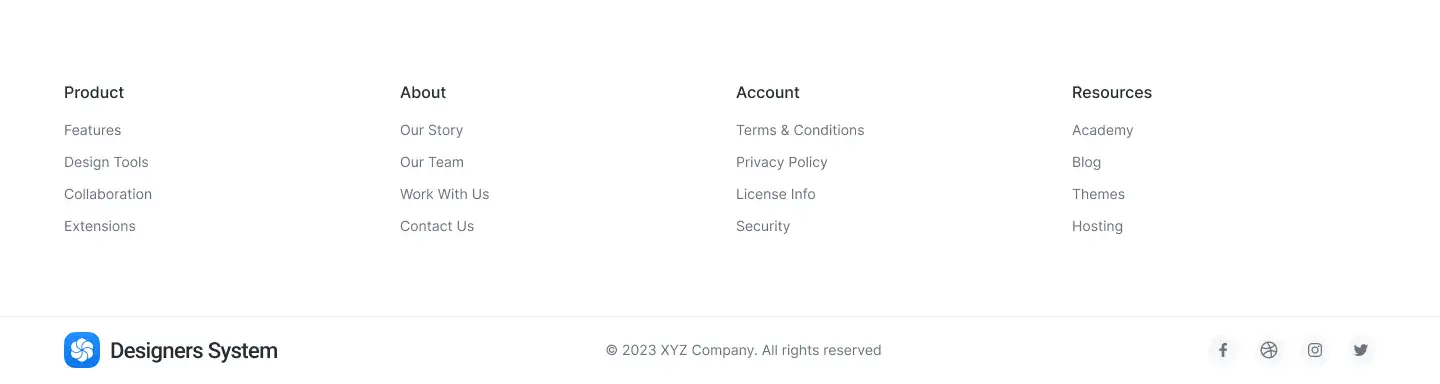 Product
Features
Design Tools
Collaboration
Extensions
About
Our Story
Our Team
Work With Us
Contact Us
Account
Terms & Conditions
Privacy Policy
License Info
Security
Resources
Academy
Blog
Themes
Hosting
Designers System
© 2023 XYZ Company. All rights reserved